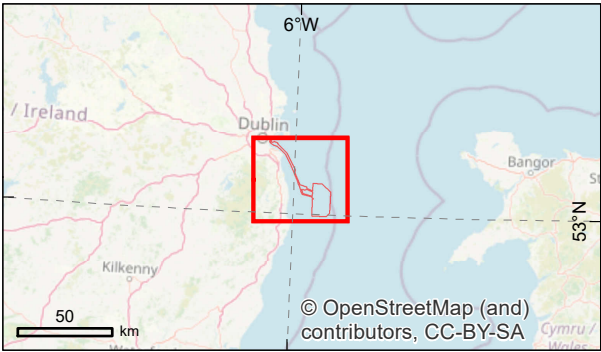 6°W
/ Ireland
Dublin
Bangor
53°N
Kilkenny
50
km
© OpenStreetMap (and)
contributors, CC-BY-SA
Cymru /